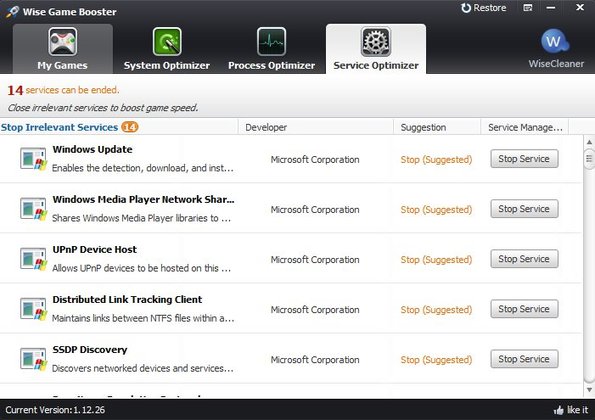 Wise Game Booster
Restore
My Games
System Optimizer
Process Optimizer
Service Optimizer
W
WiseCleaner
14 services can be ended.
Close irrelevant services to boost game speed.
Stop Irrelevant Services 14 Developer Suggestion Service Manage...
Windows Update
Enables the detection, download, and inst...
Microsoft Corporation Stop (Suggested) Stop Service
Windows Media Player Network Shar...
Shares Windows Media Player libraries to ...
Microsoft Corporation Stop (Suggested) Stop Service
UPnP Device Host
Allows UPnP devices to be hosted on this ...
Microsoft Corporation Stop (Suggested) Stop Service
Distributed Link Tracking Client
Maintains links between NTFS files within a...
Microsoft Corporation Stop (Suggested) Stop Service
SSDP Discovery
Discovers networked devices and services...
Microsoft Corporation Stop (Suggested) Stop Service
Current Version:1.12.26
like it